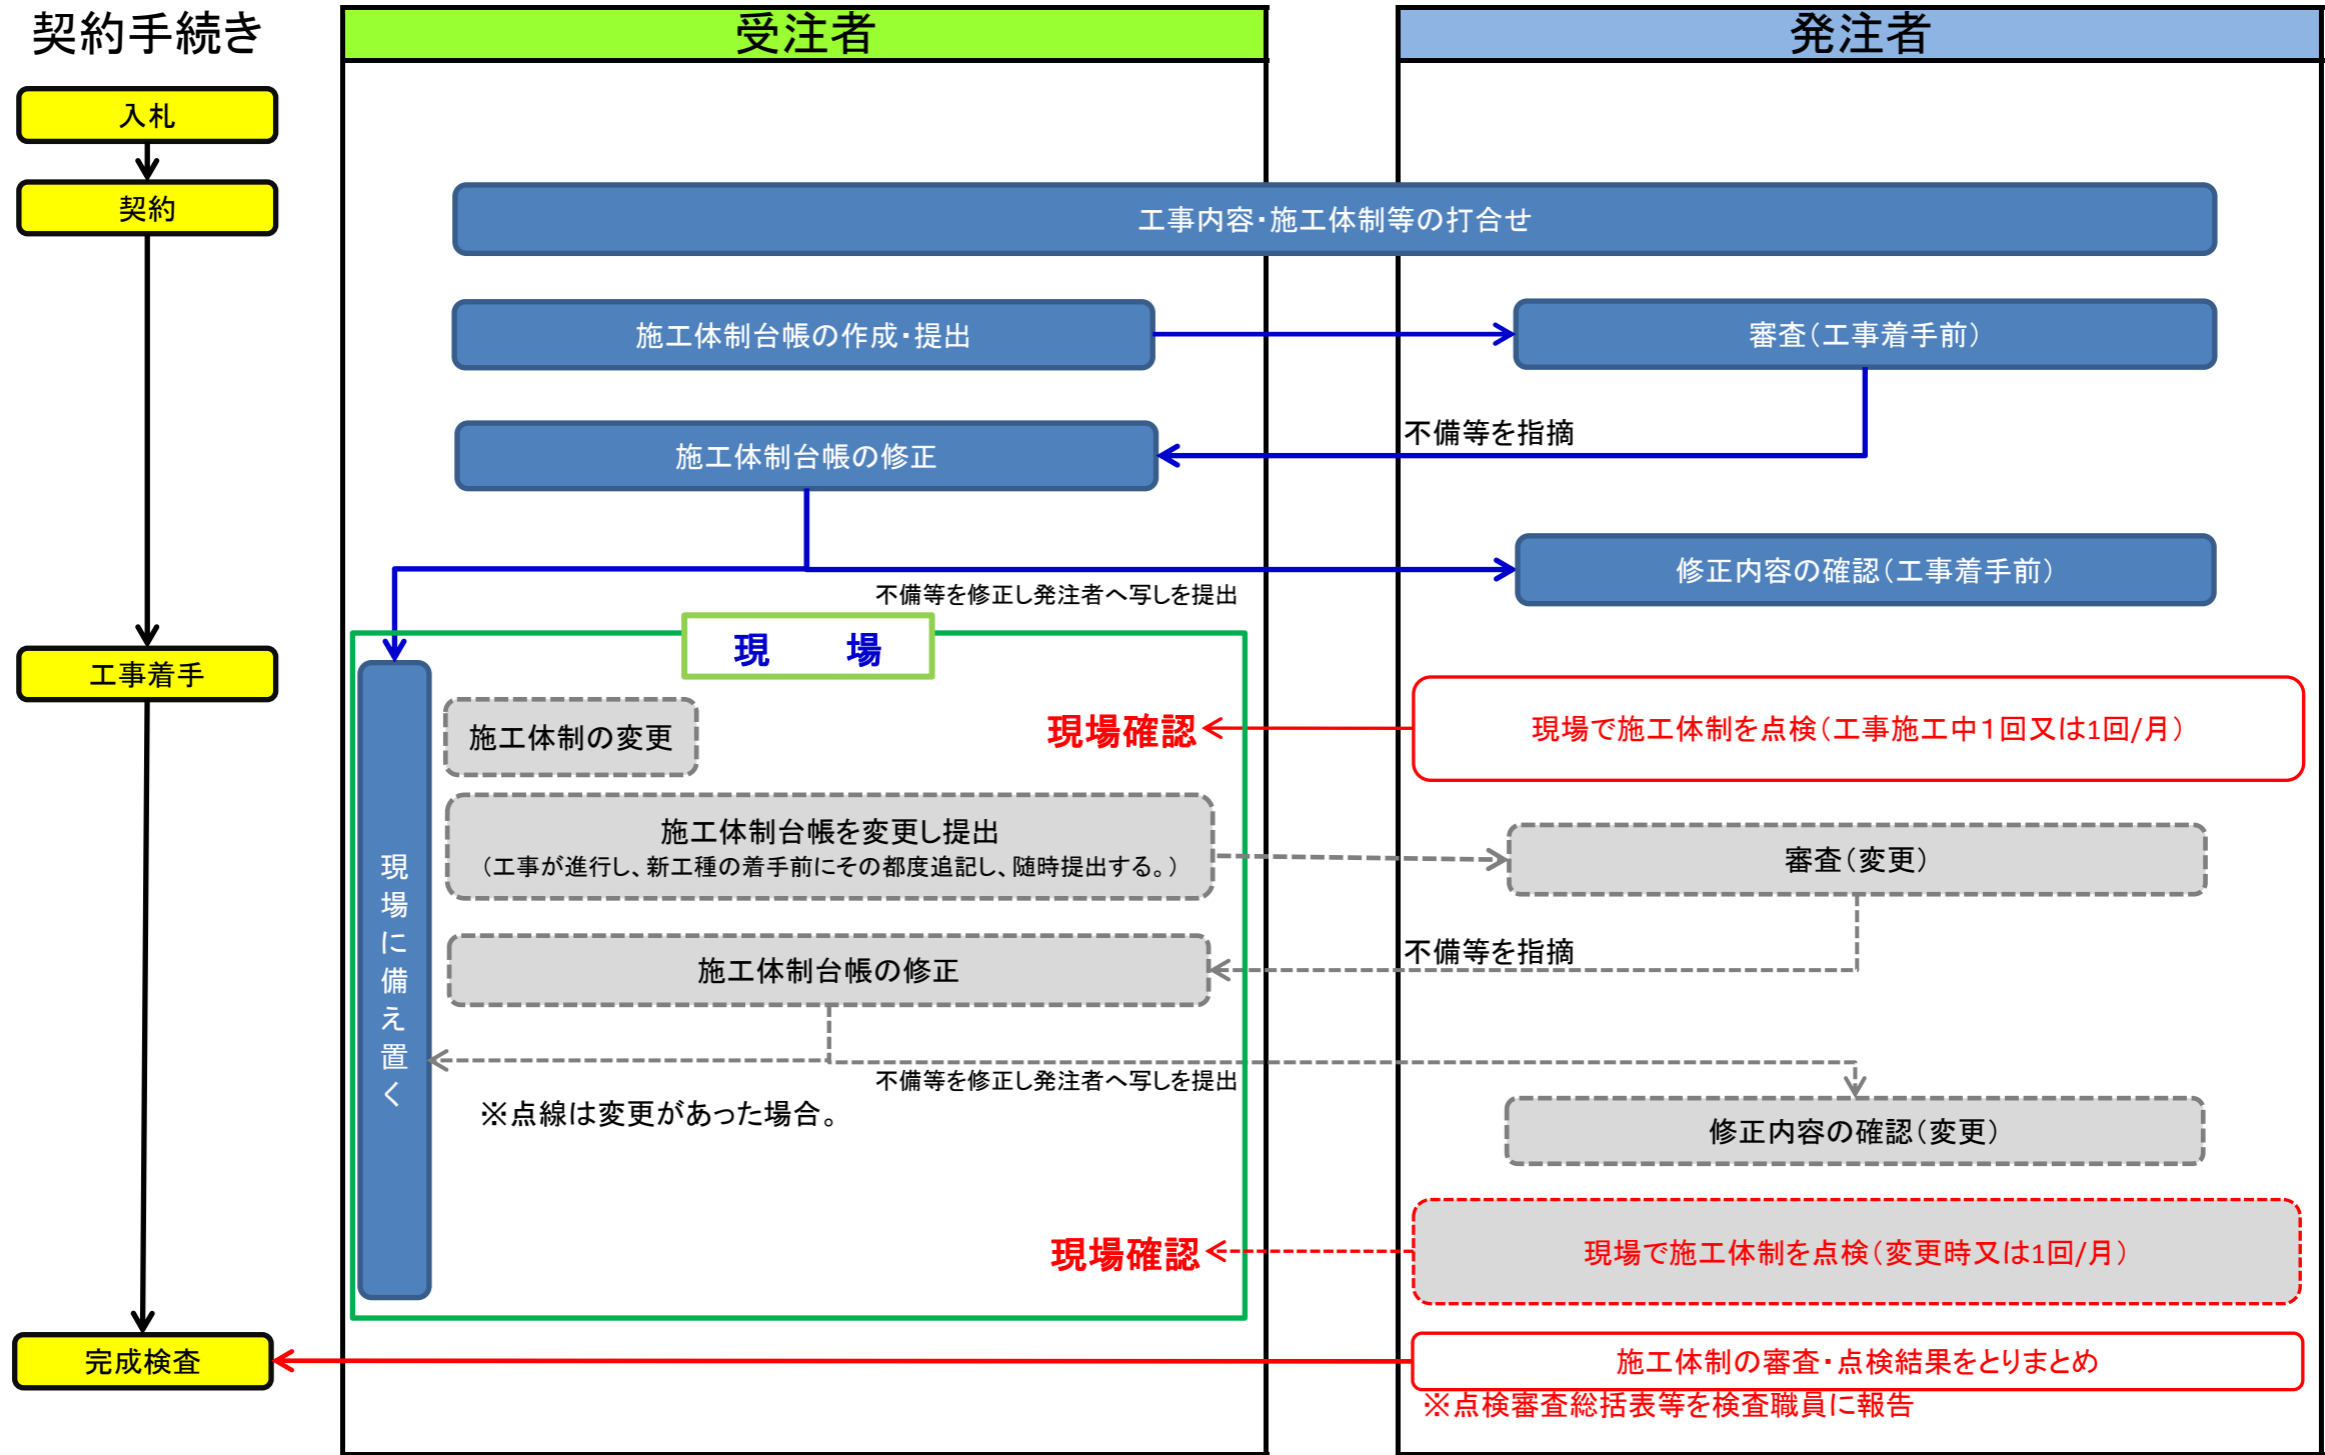 契約手続き
受注者
発注者
入札
契約
工事内容・施工体制等の打合せ
施工体制台帳の作成・提出
審査（工事着手前）
不備等を指摘
施工体制台帳の修正
修正内容の確認（工事着手前）
不備等を修正し発注者へ写しを提出
現　　場
工事着手
現場に備え置く
施工体制の変更
現場確認
現場で施工体制を点検（工事施工中１回又は1回/月）
施工体制台帳を変更し提出
（工事が進行し、新工種の着手前にその都度追記し、随時提出する。）
審査（変更）
不備等を指摘
施工体制台帳の修正
不備等を修正し発注者へ写しを提出
※点線は変更があった場合。
修正内容の確認（変更）
現場確認
現場で施工体制を点検（変更時又は1回/月）
完成検査
施工体制の審査・点検結果をとりまとめ
※点検審査総括表等を検査職員に報告